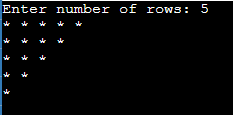 Enter number of rows: 5
* * * * *
* * * *
* * *
* *
*